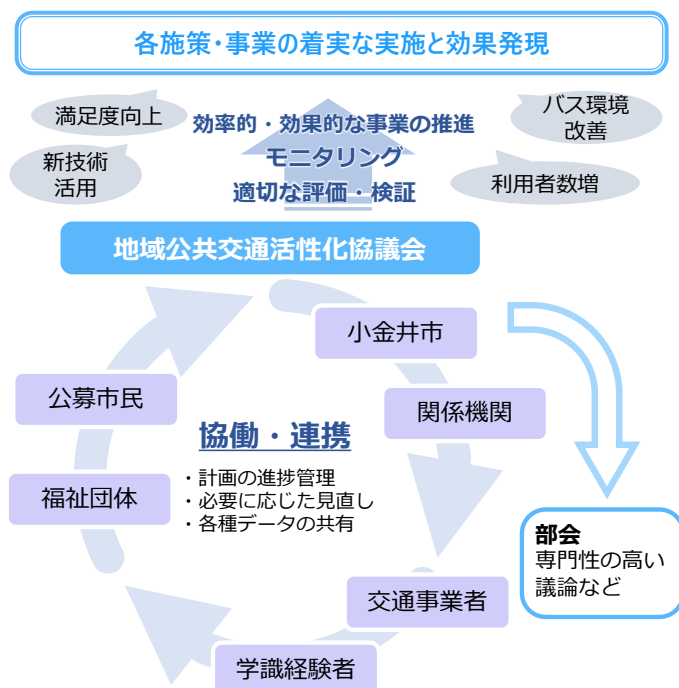 各施策・事業の着実な実施と効果発現
満足度向上
新技術
活用
効率的・効果的な事業の推進
モニタリング
適切な評価・検証
バス環境
改善
利用者数増
地域公共交通活性化協議会
小金井市
関係機関
交通事業者
学識経験者
福祉団体
公募市民
協働・連携
・計画の進捗管理
・必要に応じた見直し
・各種データの共有
部会
専門性の高い
議論など